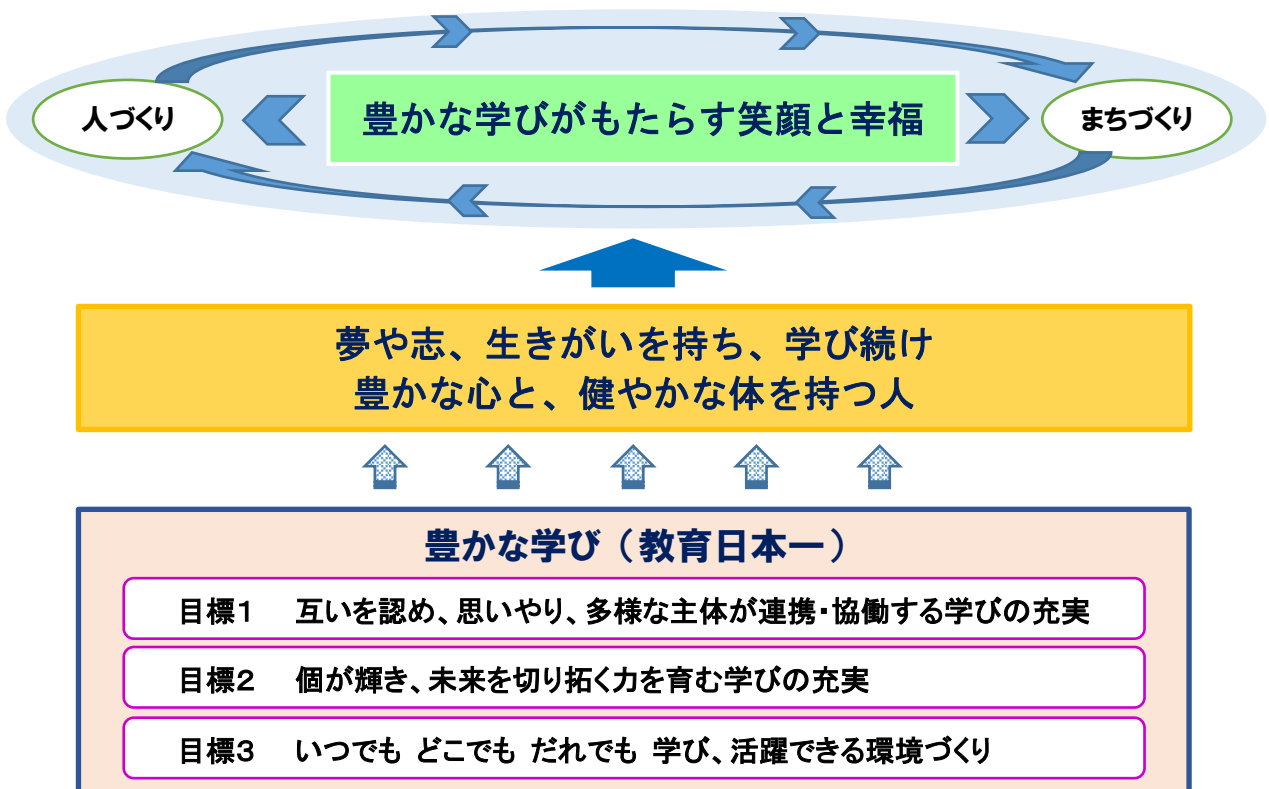 人づくり
豊かな学びがもたらす笑顔と幸福
まちづくり
夢や志、生きがいを持ち、学び続け
豊かな心と、健やかな体を持つ人
豊かな学び（教育日本一）
目標１　互いを認め、思いやり、多様な主体が連携・協働する学びの充実
目標２　個が輝き、未来を切り拓く力を育む学びの充実
目標３　いつでも どこでも だれでも 学び、活躍できる環境づくり